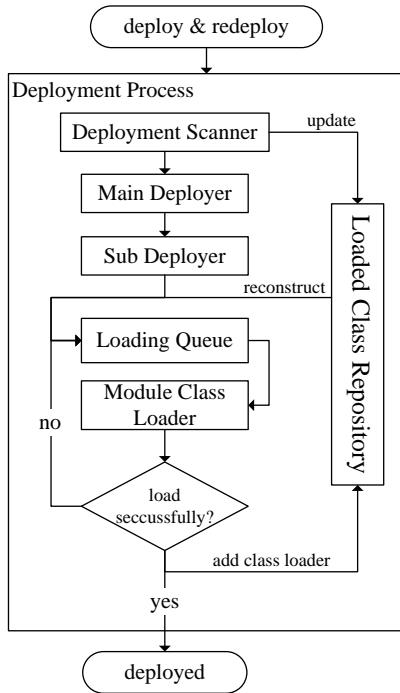 deploy & redeploy
Deployment Process
Deployment Scanner
update
Main Deployer
Sub Deployer
reconstruct
Loaded Class Repository
Loading Queue
Module Class
Loader
no
load
seccussfully?
add class loader
yes
deployed